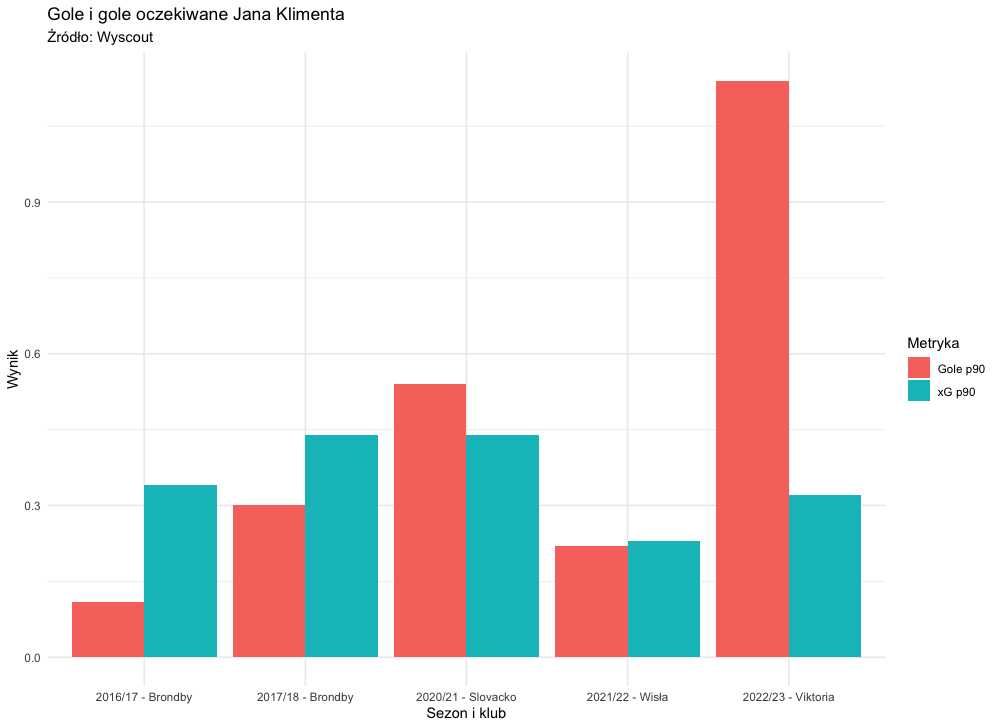 Gole i gole oczekiwane Jana Klimenta
Źródło: Wyscout
Wynik
0.9
0.6
0.3
0.0
2016/17 - Brondby
2017/18 - Brondby
2020/21 - Slovacko
2021/22 - Wisła
2022/23 - Viktoria
Sezon i klub
Metryka
Gole p90
xG p90